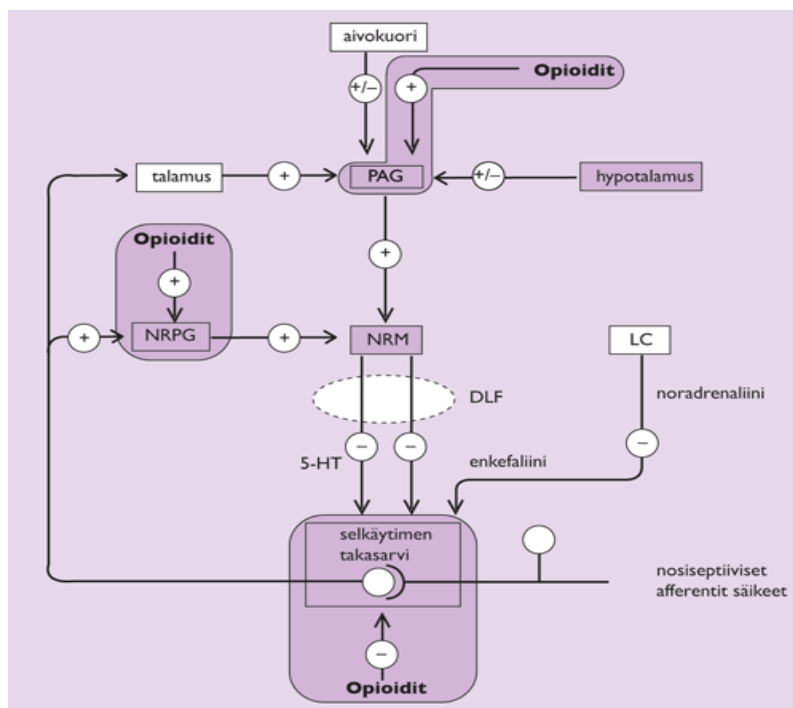 aivokuori
+/–
+
Opioidit
talamus
+
PAG
+/–
hypotalamus
Opioidit
+
+
+
NRPG
+
NRM
LC
DLF
noradrenaliini
–
–
–
5-HT
enkefaliini
selkäytimen
takasarvi
nosiseptiiviset
afferentit säikeet
–
Opioidit